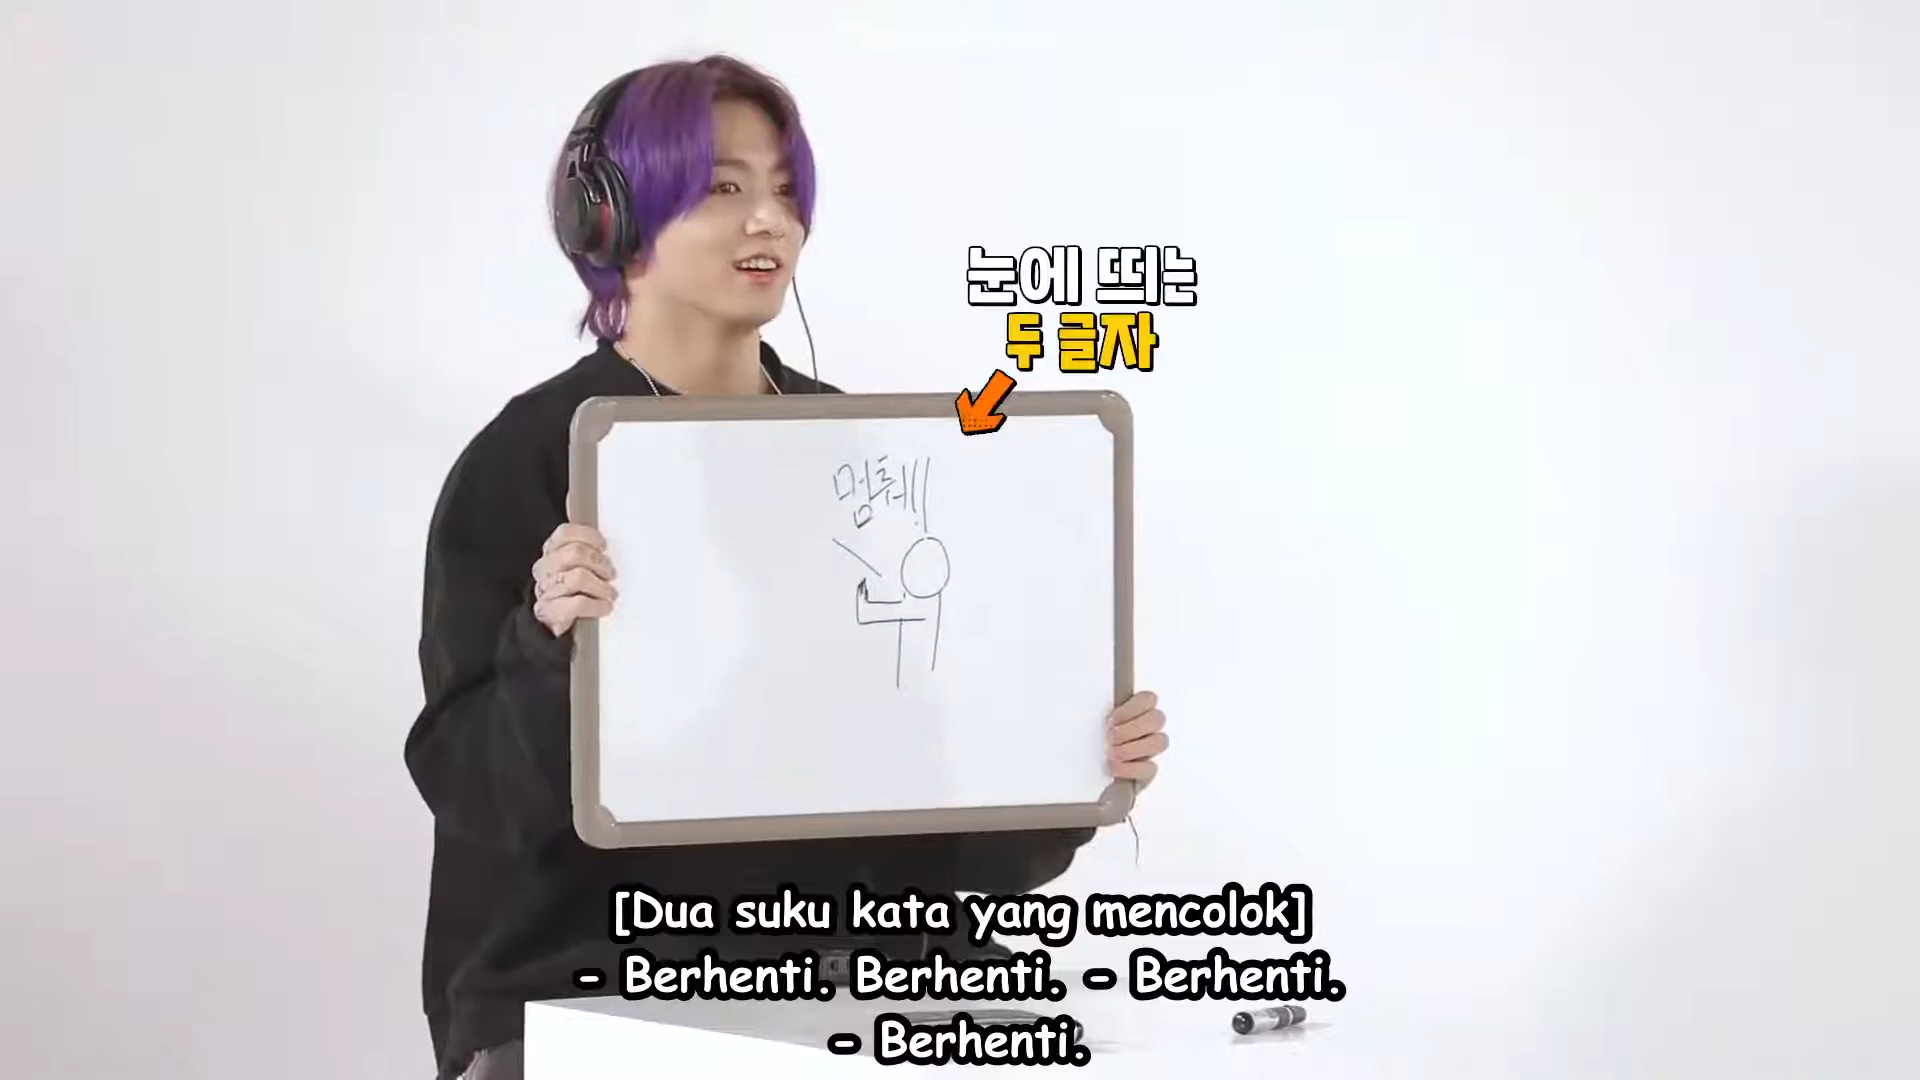 눈에 띄는
두 글자
멈춰!!
[Dua suku kata yang mencolok]
- Berhenti. Berhenti. - Berhenti.
- Berhenti.